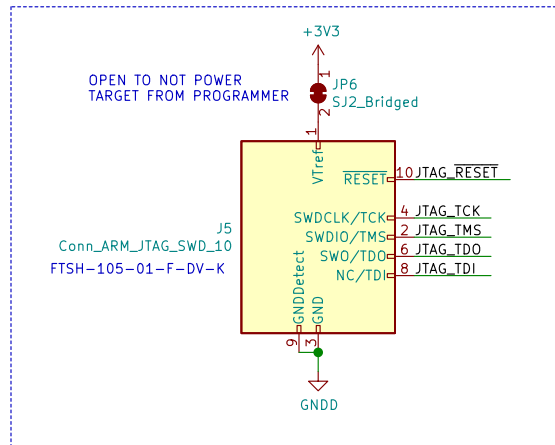 +3V3
1
OPEN TO NOT POWER
TARGET FROM PROGRAMMER
JP6
SJ2_Bridged
2
1
VTref
RESET
10
JTAG_RESET
J5
Conn_ARM_JTAG_SWD_10
FTSH-105-01-F-DV-K
SWDCLK/TCK
4
JTAG_TCK
SWDIO/TMS
2
JTAG_TMS
SWO/TDO
6
JTAG_TDO
NC/TDI
8
JTAG_TDI
GNDDetect
GND
9
3
GNDD